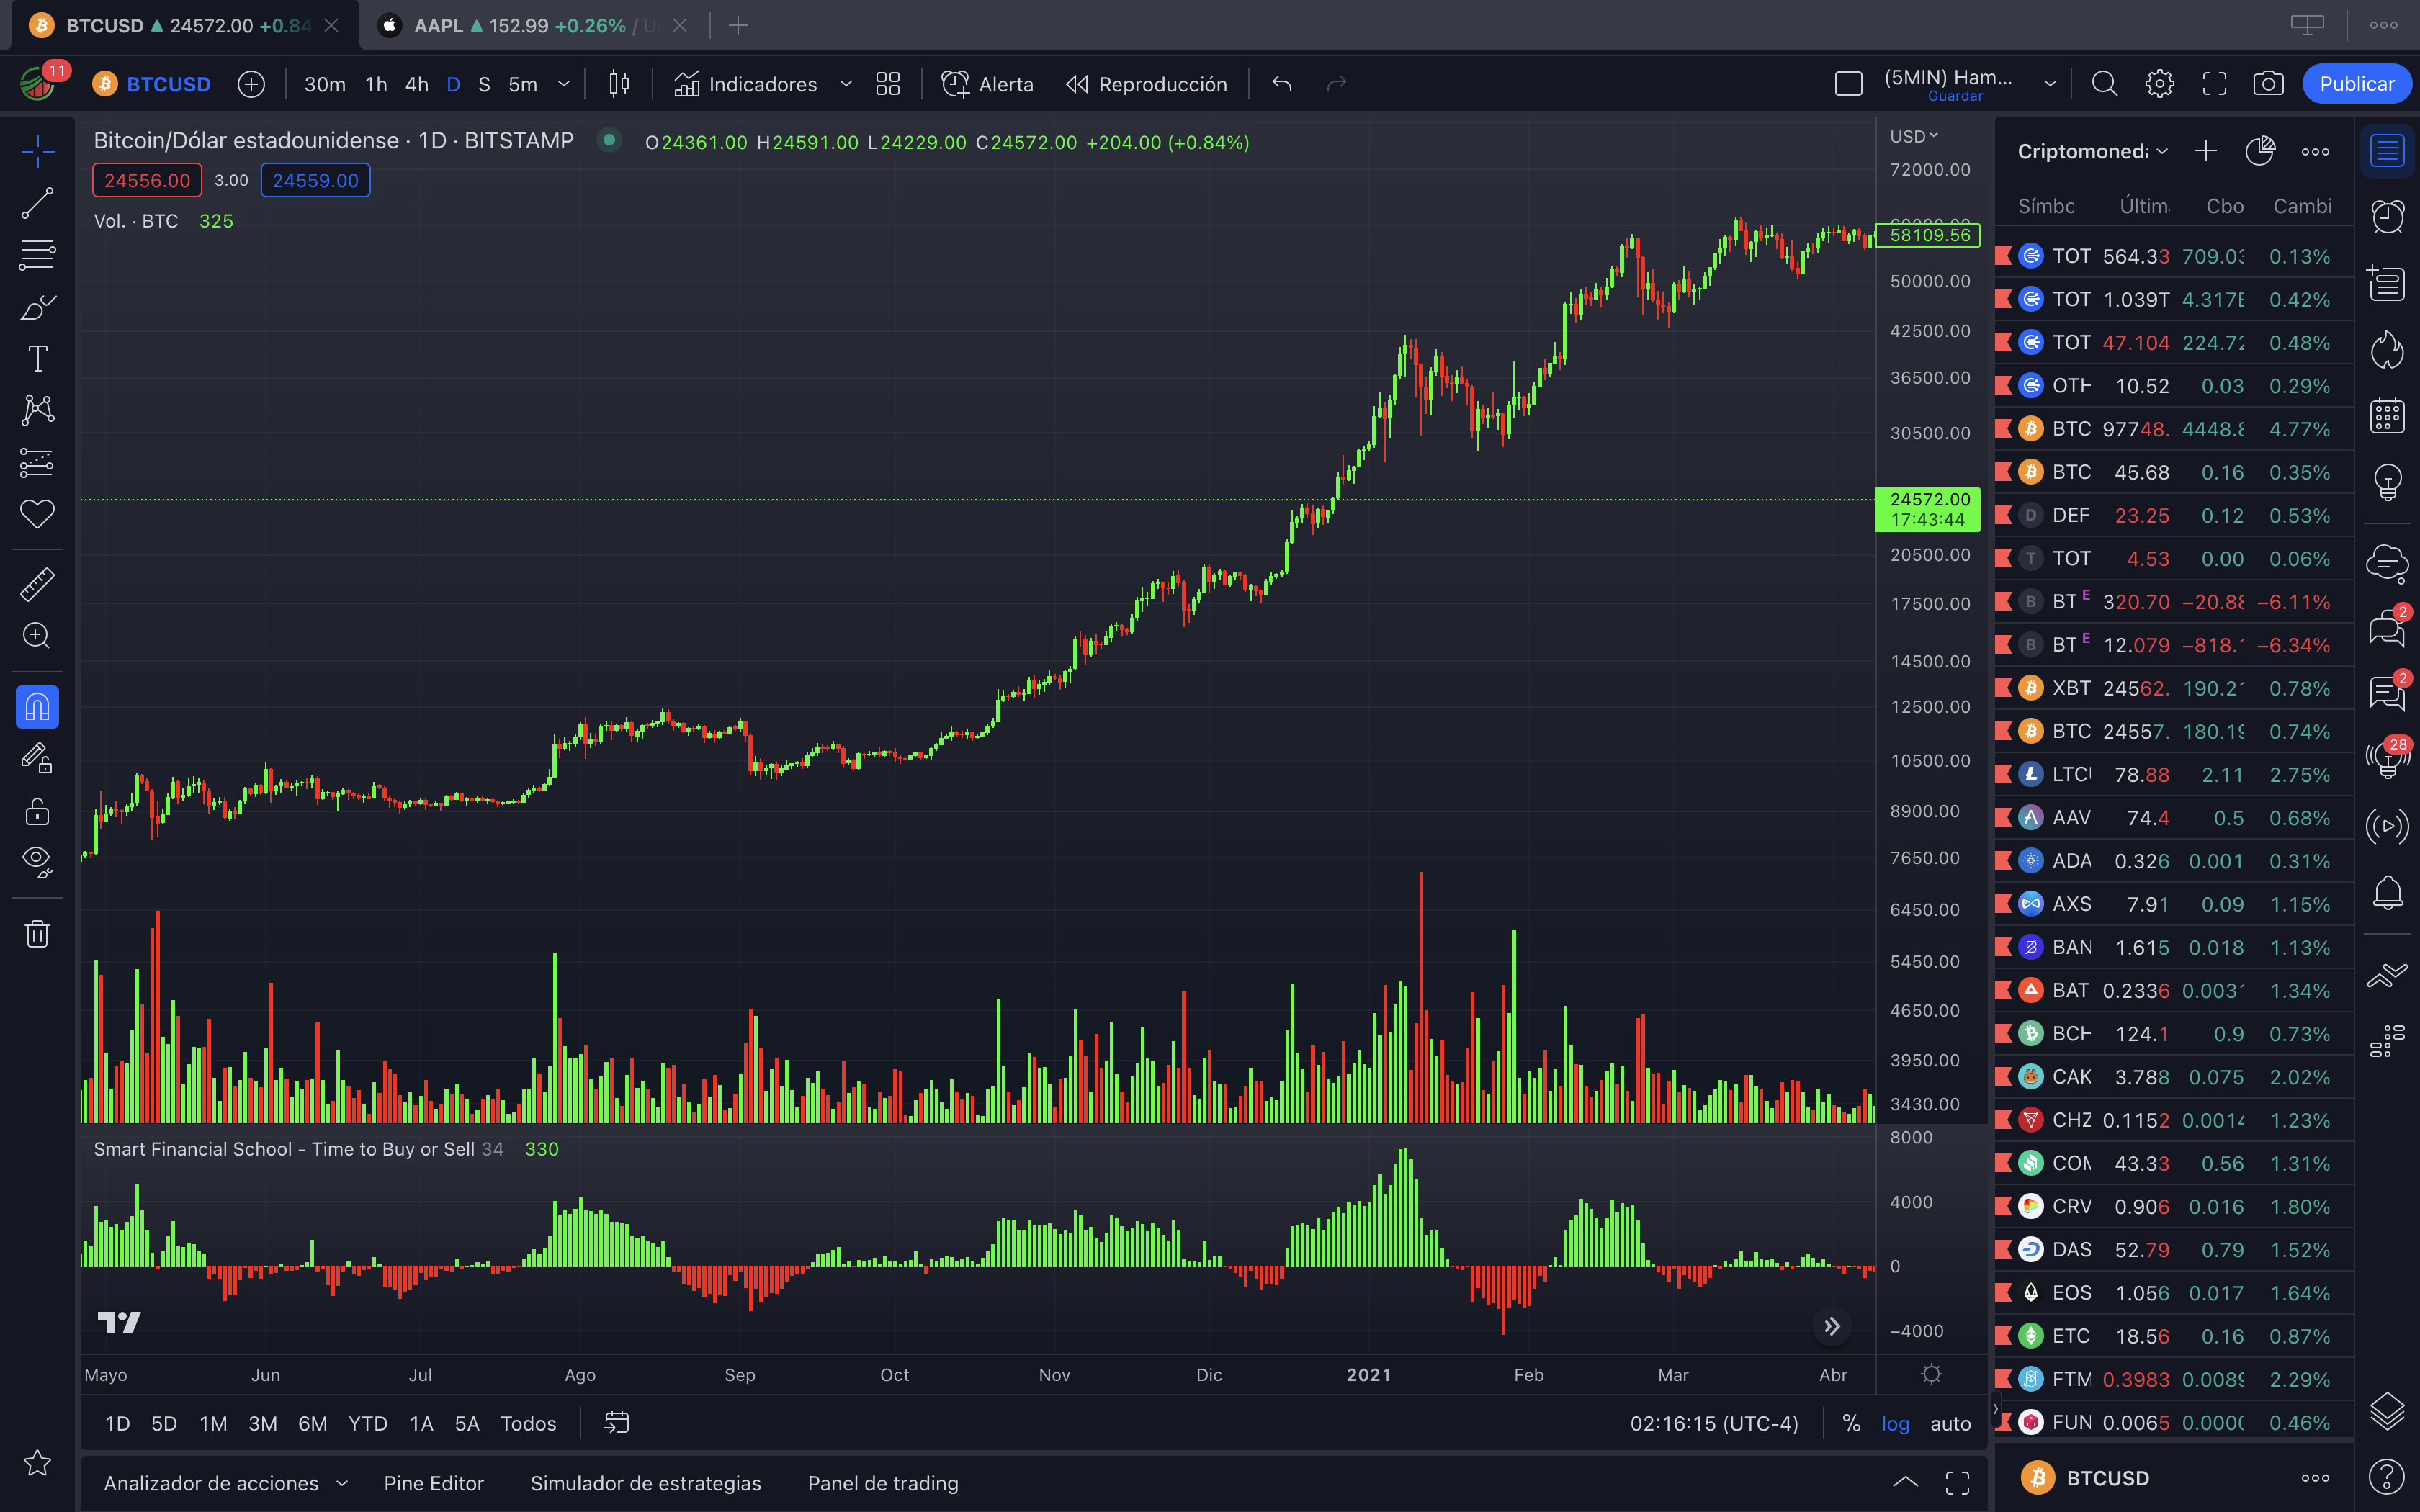 BTCUSD ▲ 24572.00 +0.84
AAPL ▲ 152.99 +0.26% / U
11
BTCUSD 30m 1h 4h D S 5m Indicadores Alerta Reproducción (5MIN) Ham... Guardar Publicar
Bitcoin/Dólar estadounidense · 1D · BITSTAMP O24361.00 H24591.00 L24229.00 C24572.00 +204.00 (+0.84%)
24556.00 3.00 24559.00
Vol. · BTC 325
USD
72000.00
58109.56
50000.00
42500.00
36500.00
30500.00
24572.00
17:43:44
20500.00
17500.00
14500.00
12500.00
10500.00
8900.00
7650.00
6450.00
5450.00
4650.00
3950.00
3430.00
Smart Financial School - Time to Buy or Sell 34 330
8000
4000
0
−4000
Mayo Jun Jul Ago Sep Oct Nov Dic 2021 Feb Mar Abr
1D 5D 1M 3M 6M YTD 1A 5A Todos 02:16:15 (UTC-4) % log auto
Analizador de acciones Pine Editor Simulador de estrategias Panel de trading
Criptomoned
Símbc Últim Cbo Cambi
TOT 564.33 709.03 0.13%
TOT 1.039T 4.317E 0.42%
TOT 47.104 224.72 0.48%
OTH 10.52 0.03 0.29%
BTC 97748. 4448.8 4.77%
BTC 45.68 0.16 0.35%
D DEF 23.25 0.12 0.53%
T TOT 4.53 0.00 0.06%
B BT E 320.70 −20.88 −6.11%
B BT E 12.079 −818. −6.34%
XBT 24562. 190.21 0.78%
BTC 24557. 180.19 0.74%
LTC 78.88 2.11 2.75%
AAV 74.4 0.5 0.68%
ADA 0.326 0.001 0.31%
AXS 7.91 0.09 1.15%
BAN 1.615 0.018 1.13%
BAT 0.2336 0.0031 1.34%
BCH 124.1 0.9 0.73%
CAK 3.788 0.075 2.02%
CHZ 0.1152 0.0014 1.23%
COM 43.33 0.56 1.31%
CRV 0.906 0.016 1.80%
DAS 52.79 0.79 1.52%
EOS 1.056 0.017 1.64%
ETC 18.56 0.16 0.87%
FTM 0.3983 0.0089 2.29%
FUN 0.0065 0.000 0.46%
BTCUSD
2
2
28